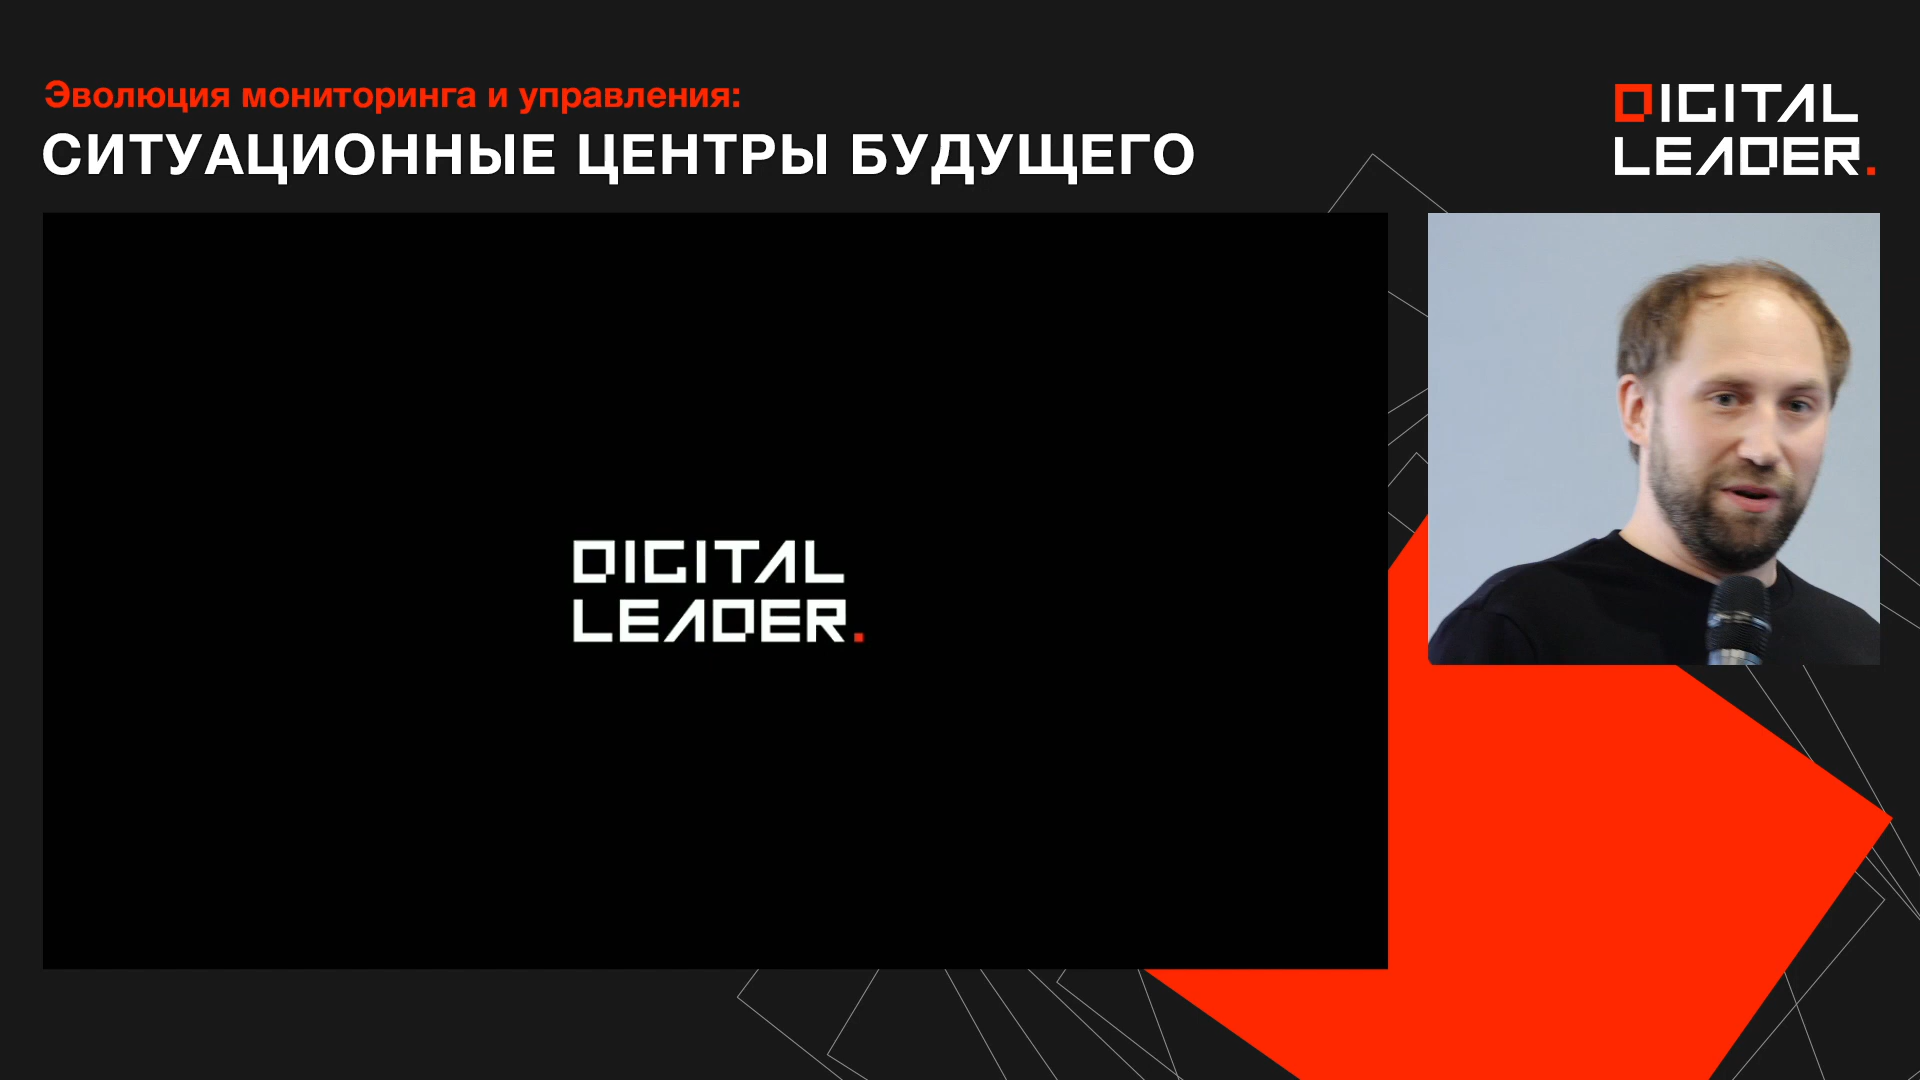 Эволюция мониторинга и управления:
СИТУАЦИОННЫЕ ЦЕНТРЫ БУДУЩЕГО
DIGITAL
LEADER.
DIGITAL
LEADER.